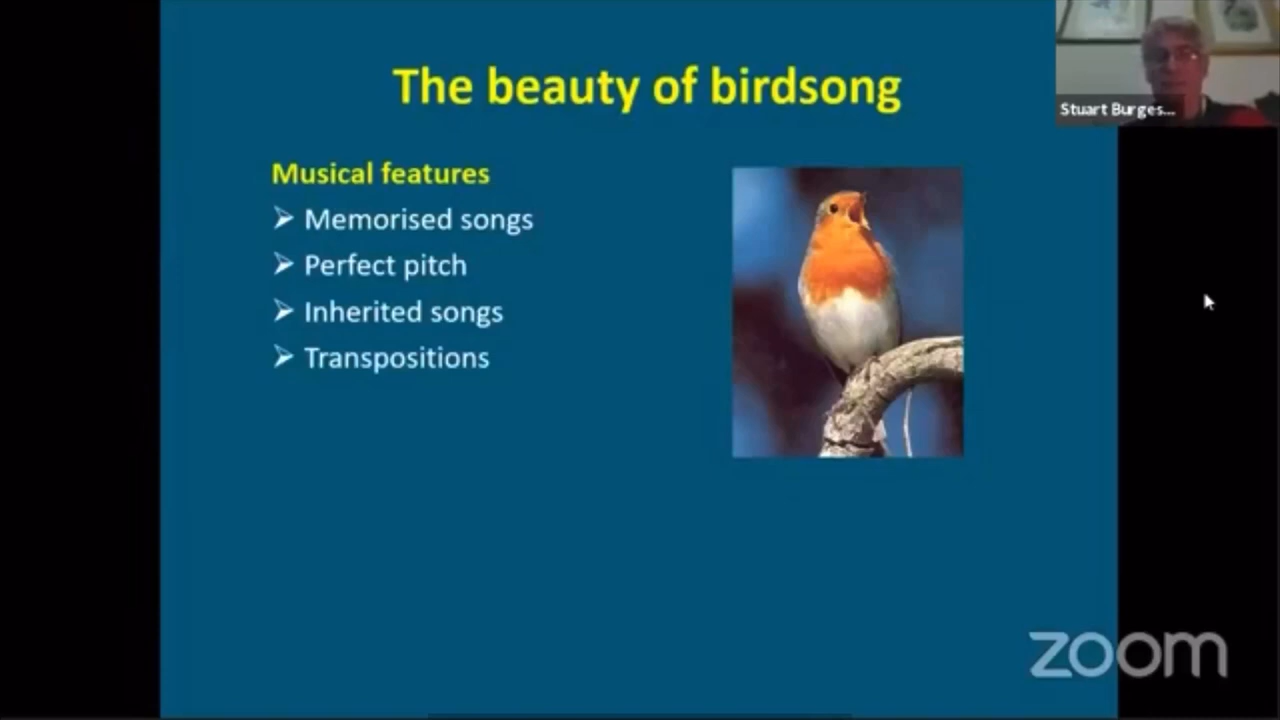 The beauty of birdsong
Stuart Burges...
Musical features
➢ Memorised songs
➢ Perfect pitch
➢ Inherited songs
➢ Transpositions
zoom